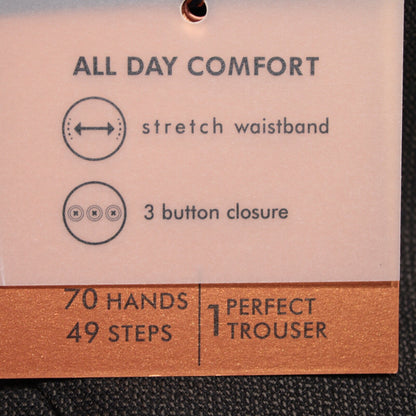 ALL DAY COMFORT
stretch waistband
3 button closure
70 HANDS
49 STEPS
1 PERFECT
TROUSER